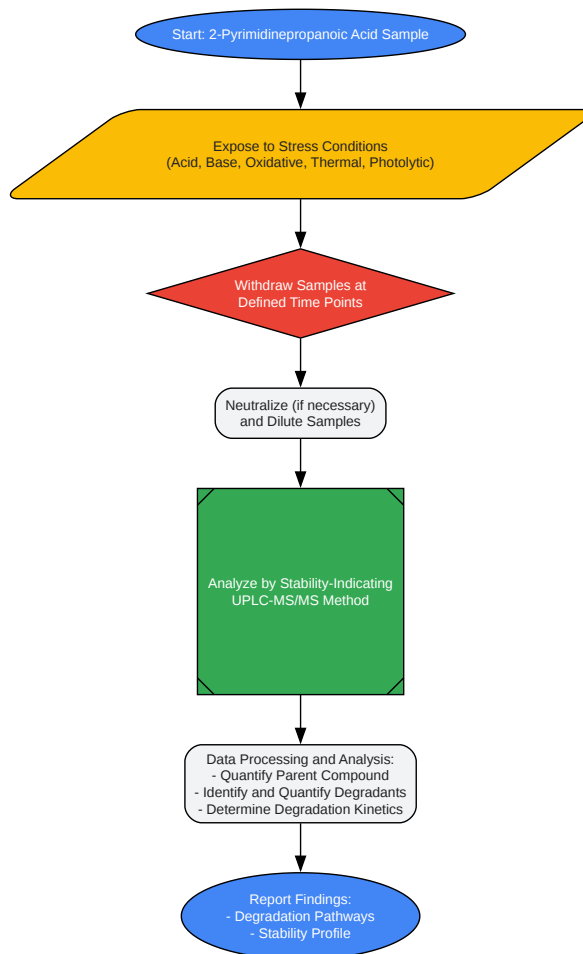 Start: 2-Pyrimidinepropanoic Acid Sample
Expose to Stress Conditions
(Acid, Base, Oxidative, Thermal, Photolytic)
Withdraw Samples at
Defined Time Points
Neutralize (if necessary)
and Dilute Samples
Analyze by Stability-Indicating
UPLC-MS/MS Method
Data Processing and Analysis:
- Quantify Parent Compound
- Identify and Quantify Degradants
- Determine Degradation Kinetics
Report Findings:
- Degradation Pathways
- Stability Profile